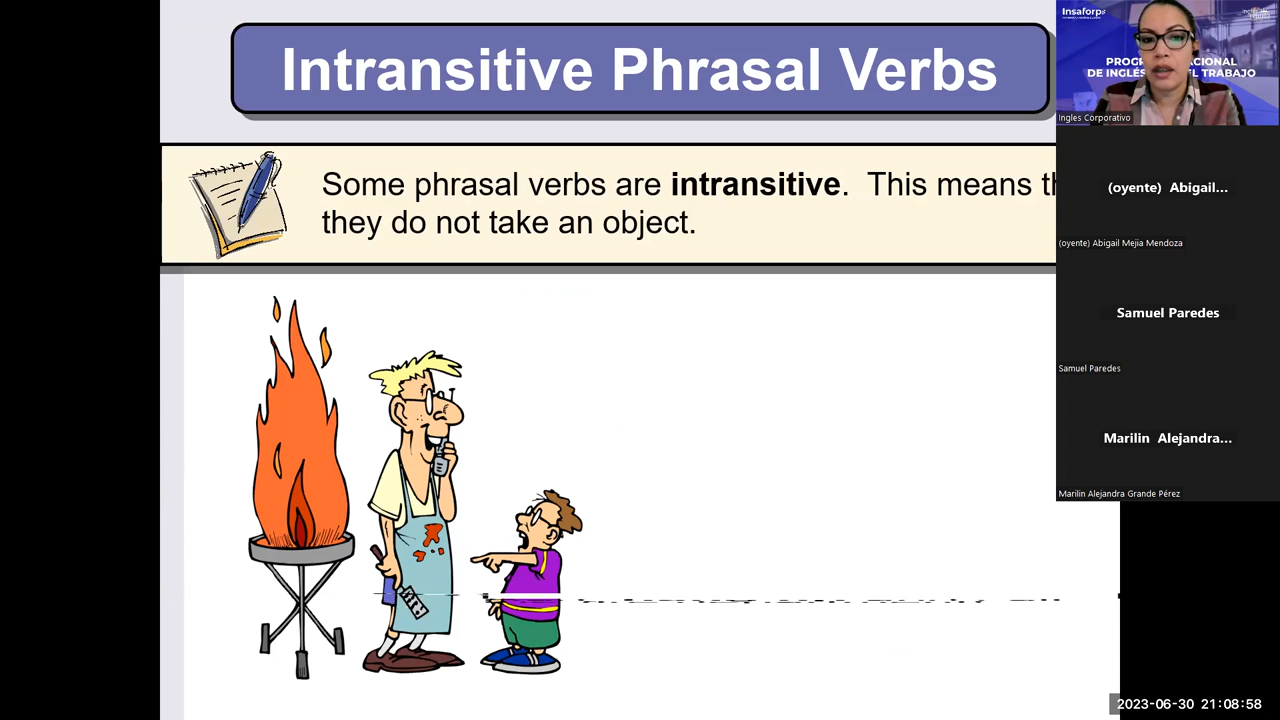 Intransitive Phrasal Verbs
Some phrasal verbs are intransitive. This means
they do not take an object.
Insaforp
DE INGLÉS
EL TRABAJO
Ingles Corporativo
(oyente) Abigail...
(oyente) Abigail Mejia Mendoza
Samuel Paredes
Samuel Paredes
Marilin Alejandra...
Marilin Alejandra Grande Pérez
2023-06-30 21:08:58